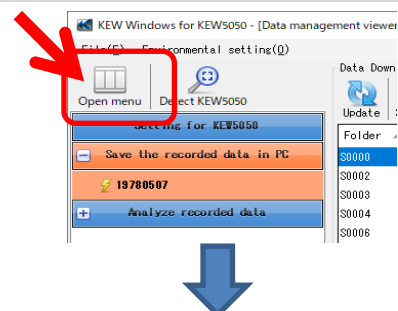 KEW Windows for KEW5050 - [Data management viewer
File(F) Environmental setting(O)
Open menu
Detect KEW5050
Data Down
Update
Setting for KEW5050
Save the recorded data in PC
19780507
Analyze recorded data
Folder
S0000
S0002
S0003
S0004
S0006